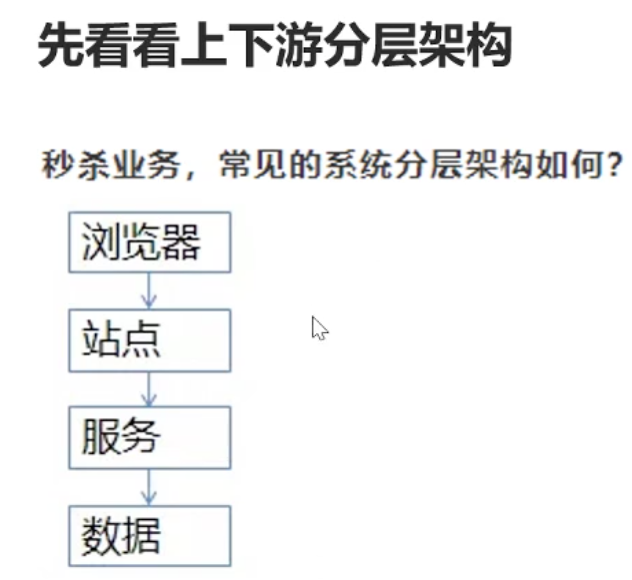 先看看上下游分层架构
秒杀业务，常见的系统分层架构如何？
浏览器
站点
服务
数据